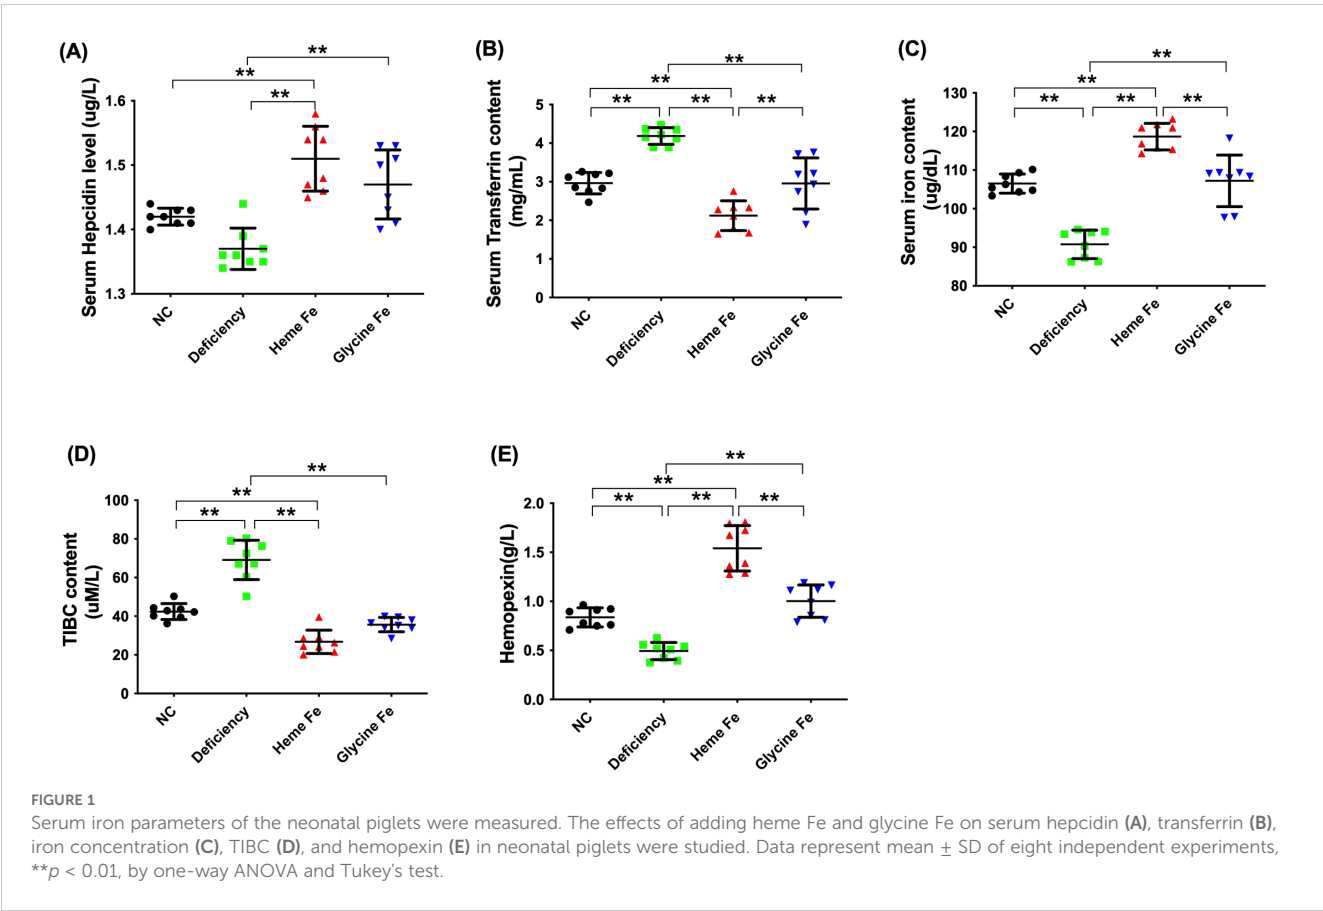 (A)
Serum Hepcidin level (ug/L)
1.6
1.5
1.4
1.3
**
**
**
NC
Deficiency
Heme Fe
Glycine Fe
(B)
Serum Transferrin content
(mg/mL)
5
4
3
2
1
0
**
**
**
**
**
NC
Deficiency
Heme Fe
Glycine Fe
(C)
Serum iron content
(ug/dL)
130
120
110
100
90
80
**
**
**
**
**
NC
Deficiency
Heme Fe
Glycine Fe
(D)
TIBC content
(uM/L)
100
80
60
40
20
0
**
**
**
**
NC
Deficiency
Heme Fe
Glycine Fe
(E)
Hemopexin(g/L)
2.0
1.5
1.0
0.5
0.0
**
**
**
**
**
NC
Deficiency
Heme Fe
Glycine Fe
FIGURE 1
Serum iron parameters of the neonatal piglets were measured. The effects of adding heme Fe and glycine Fe on serum hepcidin (A), transferrin (B),
iron concentration (C), TIBC (D), and hemopexin (E) in neonatal piglets were studied. Data represent mean ± SD of eight independent experiments,
**p < 0.01, by one-way ANOVA and Tukey's test.